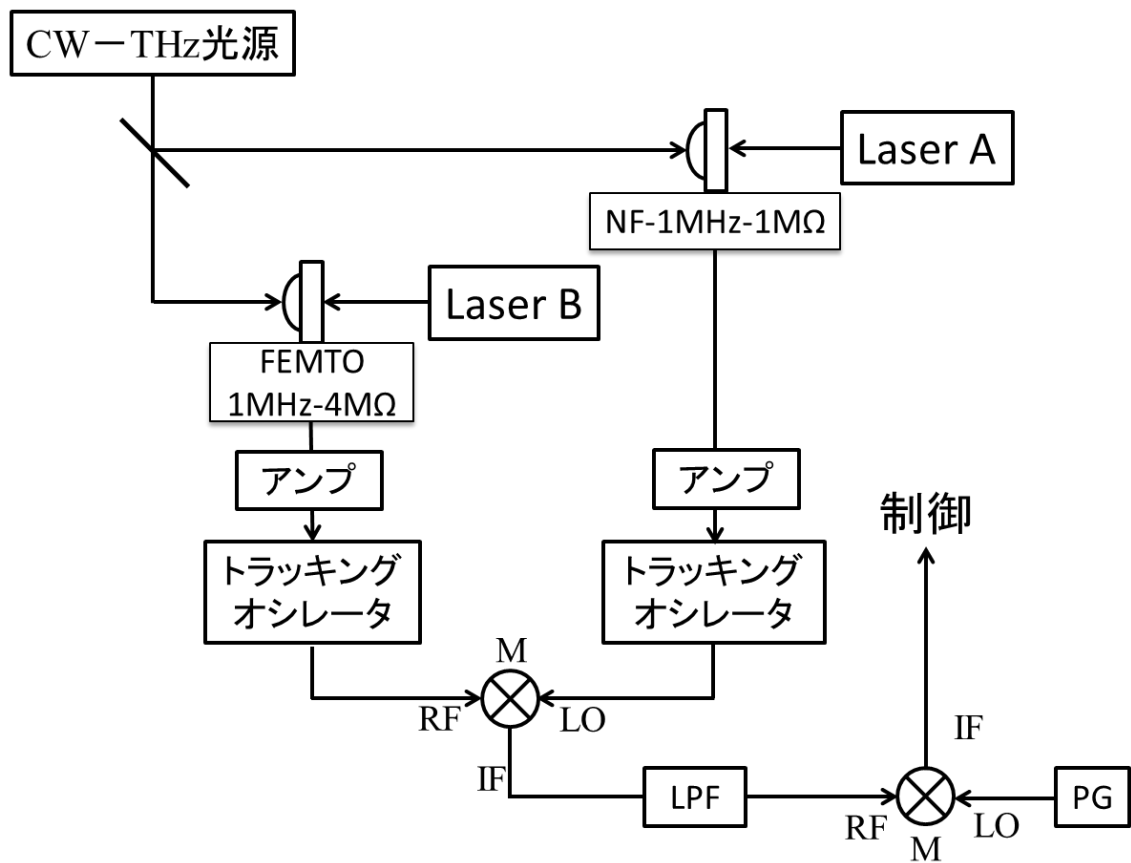 CW－THz光源
Laser A
NF-1MHz-1MΩ
Laser B
FEMTO
1MHz-4MΩ
アンプ
アンプ
制御
トラッキング
オシレータ
トラッキング
オシレータ
M
RF
LO
IF
IF
LPF
PG
RF
LO
M